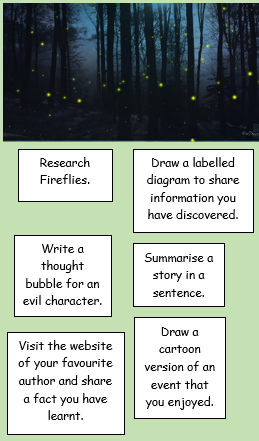 Research
Fireflies.
Draw a labelled
diagram to share
information you
have discovered.
Write a
thought
bubble for an
evil character.
Summarise a
story in a
sentence.
Visit the website
of your favourite
author and share
a fact you have
learnt.
Draw a
cartoon
version of an
event that
you enjoyed.